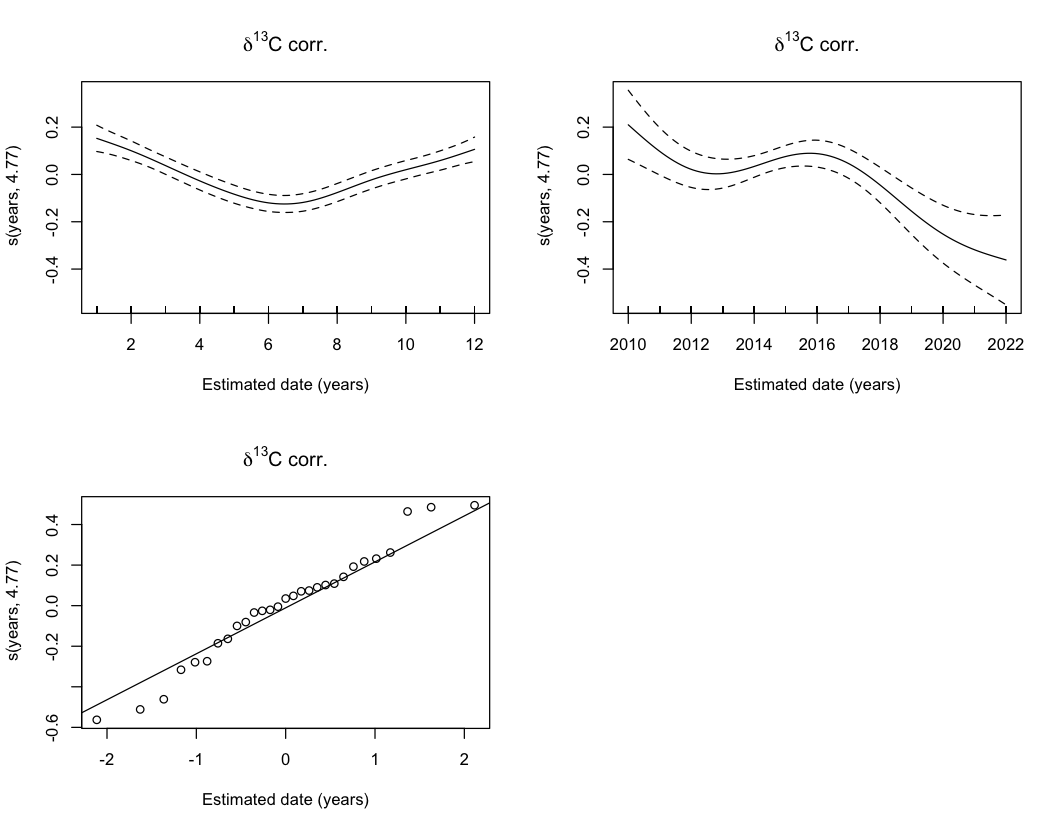 δ13C corr.
s(years, 4.77)
0.2
0.0
-0.2
-0.4
2 4 6 8 10 12
Estimated date (years)
δ13C corr.
s(years, 4.77)
0.2
0.0
-0.2
-0.4
2010 2012 2014 2016 2018 2020 2022
Estimated date (years)
δ13C corr.
s(years, 4.77)
0.4
0.2
0.0
-0.2
-0.6
-2 -1 0 1 2
Estimated date (years)